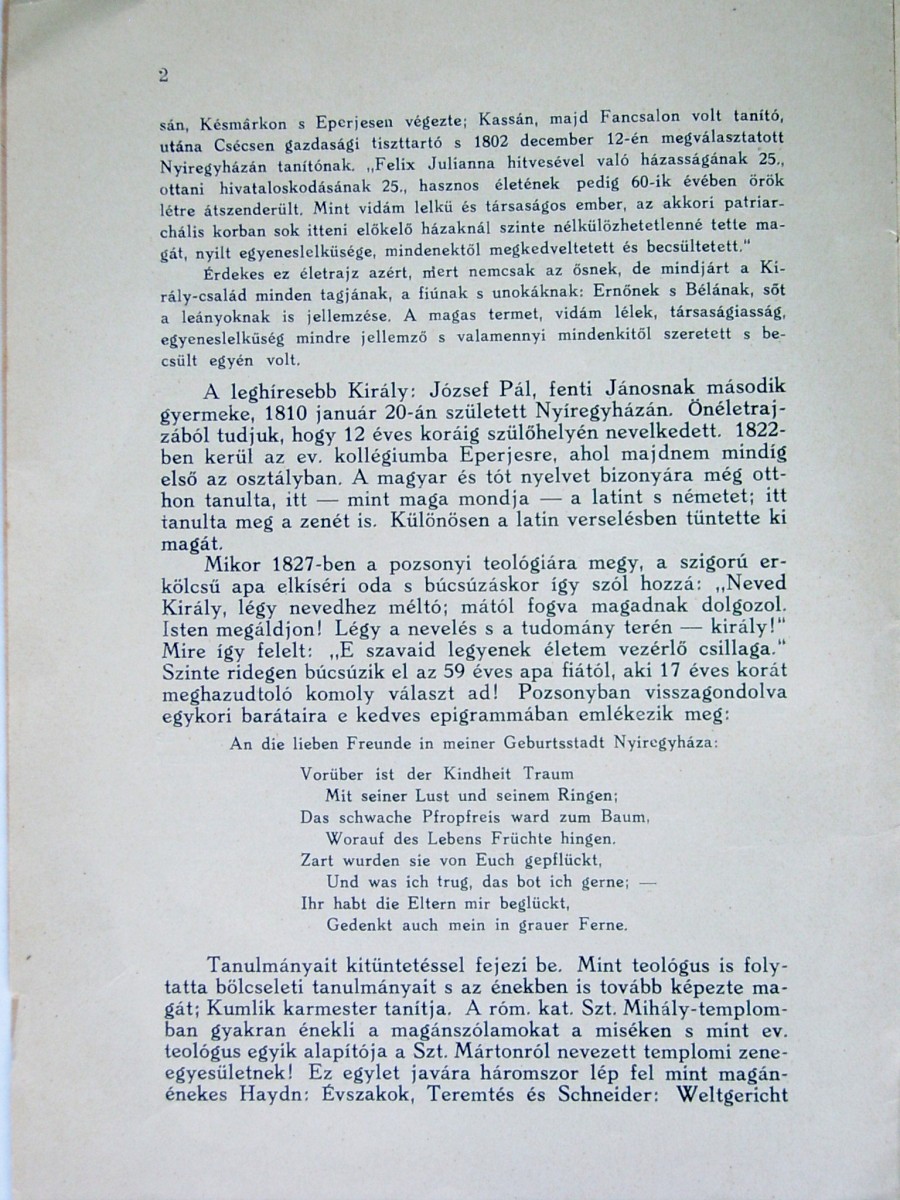 2
sán, Késmárkon s Eperjesen végezte; Kassán, majd Fancsalon volt tanító,
utána Csécsen gazdasági tiszttartó s 1802 december 12-én megválasztatott
Nyiregyházán tanítónak. „Felix Julianna hitvesével való házasságának 25.,
ottani hivataloskodásának 25., hasznos életének pedig 60-ik évében örök
létre átszenderült. Mint vidám lelkü és társaságos ember, az akkori patriar-
chális korban sok itteni előkelő házaknál szinte nélkülözhetetlenné tette ma-
gát, nyilt egyeneslelküsége, mindenektől megkedveltetett és becsültetett."
Érdekes ez életrajz azért, mert nemcsak az ősnek, de mindjárt a Ki-
rály-család minden tagjának, a fiúnak s unokáknak: Ernőnek s Bélának, sőt
a leányoknak is jellemzése. A magas termet, vidám lélek, társaságiasság,
egyeneslelküség mindre jellemző s valamennyi mindenkitől szeretett s be-
csült egyén volt.
A leghíresebb Király: József Pál, fenti Jánosnak második
gyermeke, 1810 január 20-án született Nyíregyházán. Önéletraj-
zából tudjuk, hogy 12 éves koráig szülőhelyén nevelkedett. 1822-
ben kerül az ev. kollégiumba Eperjesre, ahol majdnem mindíg
első az osztályban. A magyar és tót nyelvet bizonyára még ott-
hon tanulta, itt — mint maga mondja — a latint s németet; itt
tanulta meg a zenét is. Különösen a latin verselésben tüntette ki
magát.
Mikor 1827-ben a pozsonyi teológiára megy, a szigorú er-
kölcsű apa elkíséri oda s búcsúzáskor így szól hozzá: „Neved
Király, légy nevedhez méltó; mától fogva magadnak dolgozol.
Isten megáldjon! Légy a nevelés s a tudomány terén — király!"
Mire így felelt: „E szavaid legyenek életem vezérlő csillaga."
Szinte ridegen búcsúzik el az 59 éves apa fiától, aki 17 éves korát
meghazudtoló komoly választ ad! Pozsonyban visszagondolva
egykori barátaira e kedves epigrammában emlékezik meg:
An die lieben Freunde in meiner Geburtsstadt Nyiregyháza:
Vorüber ist der Kindheit Traum
Mit seiner Lust und seinem Ringen;
Das schwache Pfropfreis ward zum Baum,
Worauf des Lebens Früchte hingen.
Zart wurden sie von Euch gepflückt,
Und was ich trug, das bot ich gerne; —
Ihr habt die Eltern mir beglückt,
Gedenkt auch mein in grauer Ferne.
Tanulmányait kitüntetéssel fejezi be. Mint teológus is foly-
tatta bölcseleti tanulmányait s az énekben is tovább képezte ma-
gát; Kumlik karmester tanítja. A róm. kat. Szt. Mihály-templom-
ban gyakran énekli a magánszólamokat a miséken s mint ev.
teológus egyik alapítója a Szt. Mártonról nevezett templomi zene-
egyesületnek! Ez egylet javára háromszor lép fel mint magán-
énekes Haydn: Évszakok, Teremtés és Schneider: Weltgericht